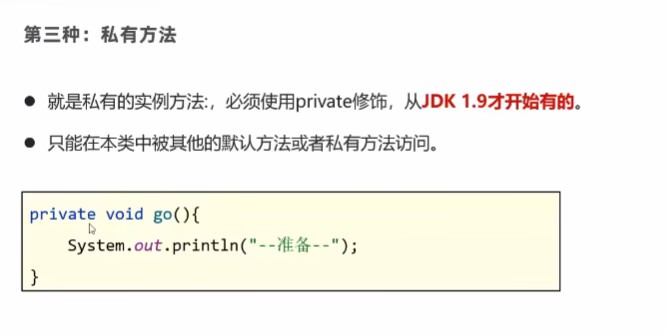 第三种：私有方法
● 就是私有的实例方法:，必须使用private修饰，从JDK 1.9才开始有的。
● 只能在本类中被其他的默认方法或者私有方法访问。
private void go(){
    System.out.println("--准备--");
}